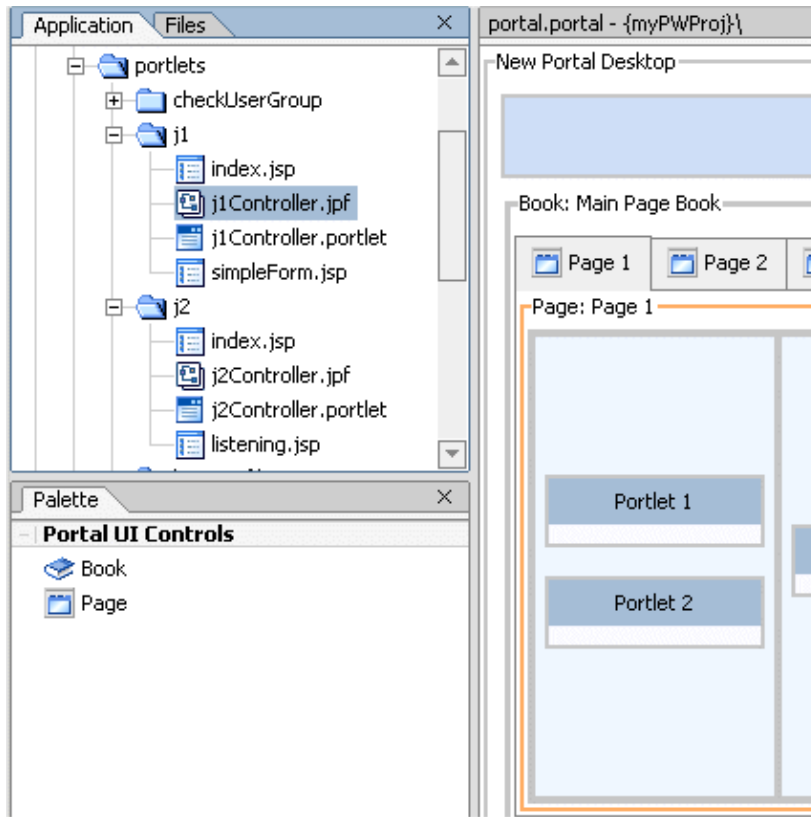 Application
Files
portlets
checkUserGroup
j1
index.jsp
j1Controller.jpf
j1Controller.portlet
simpleForm.jsp
j2
index.jsp
j2Controller.jpf
j2Controller.portlet
listening.jsp
Palette
Portal UI Controls
Book
Page
portal.portal - {myPWProj}\
New Portal Desktop
Book: Main Page Book
Page 1
Page 2
Page: Page 1
Portlet 1
Portlet 2